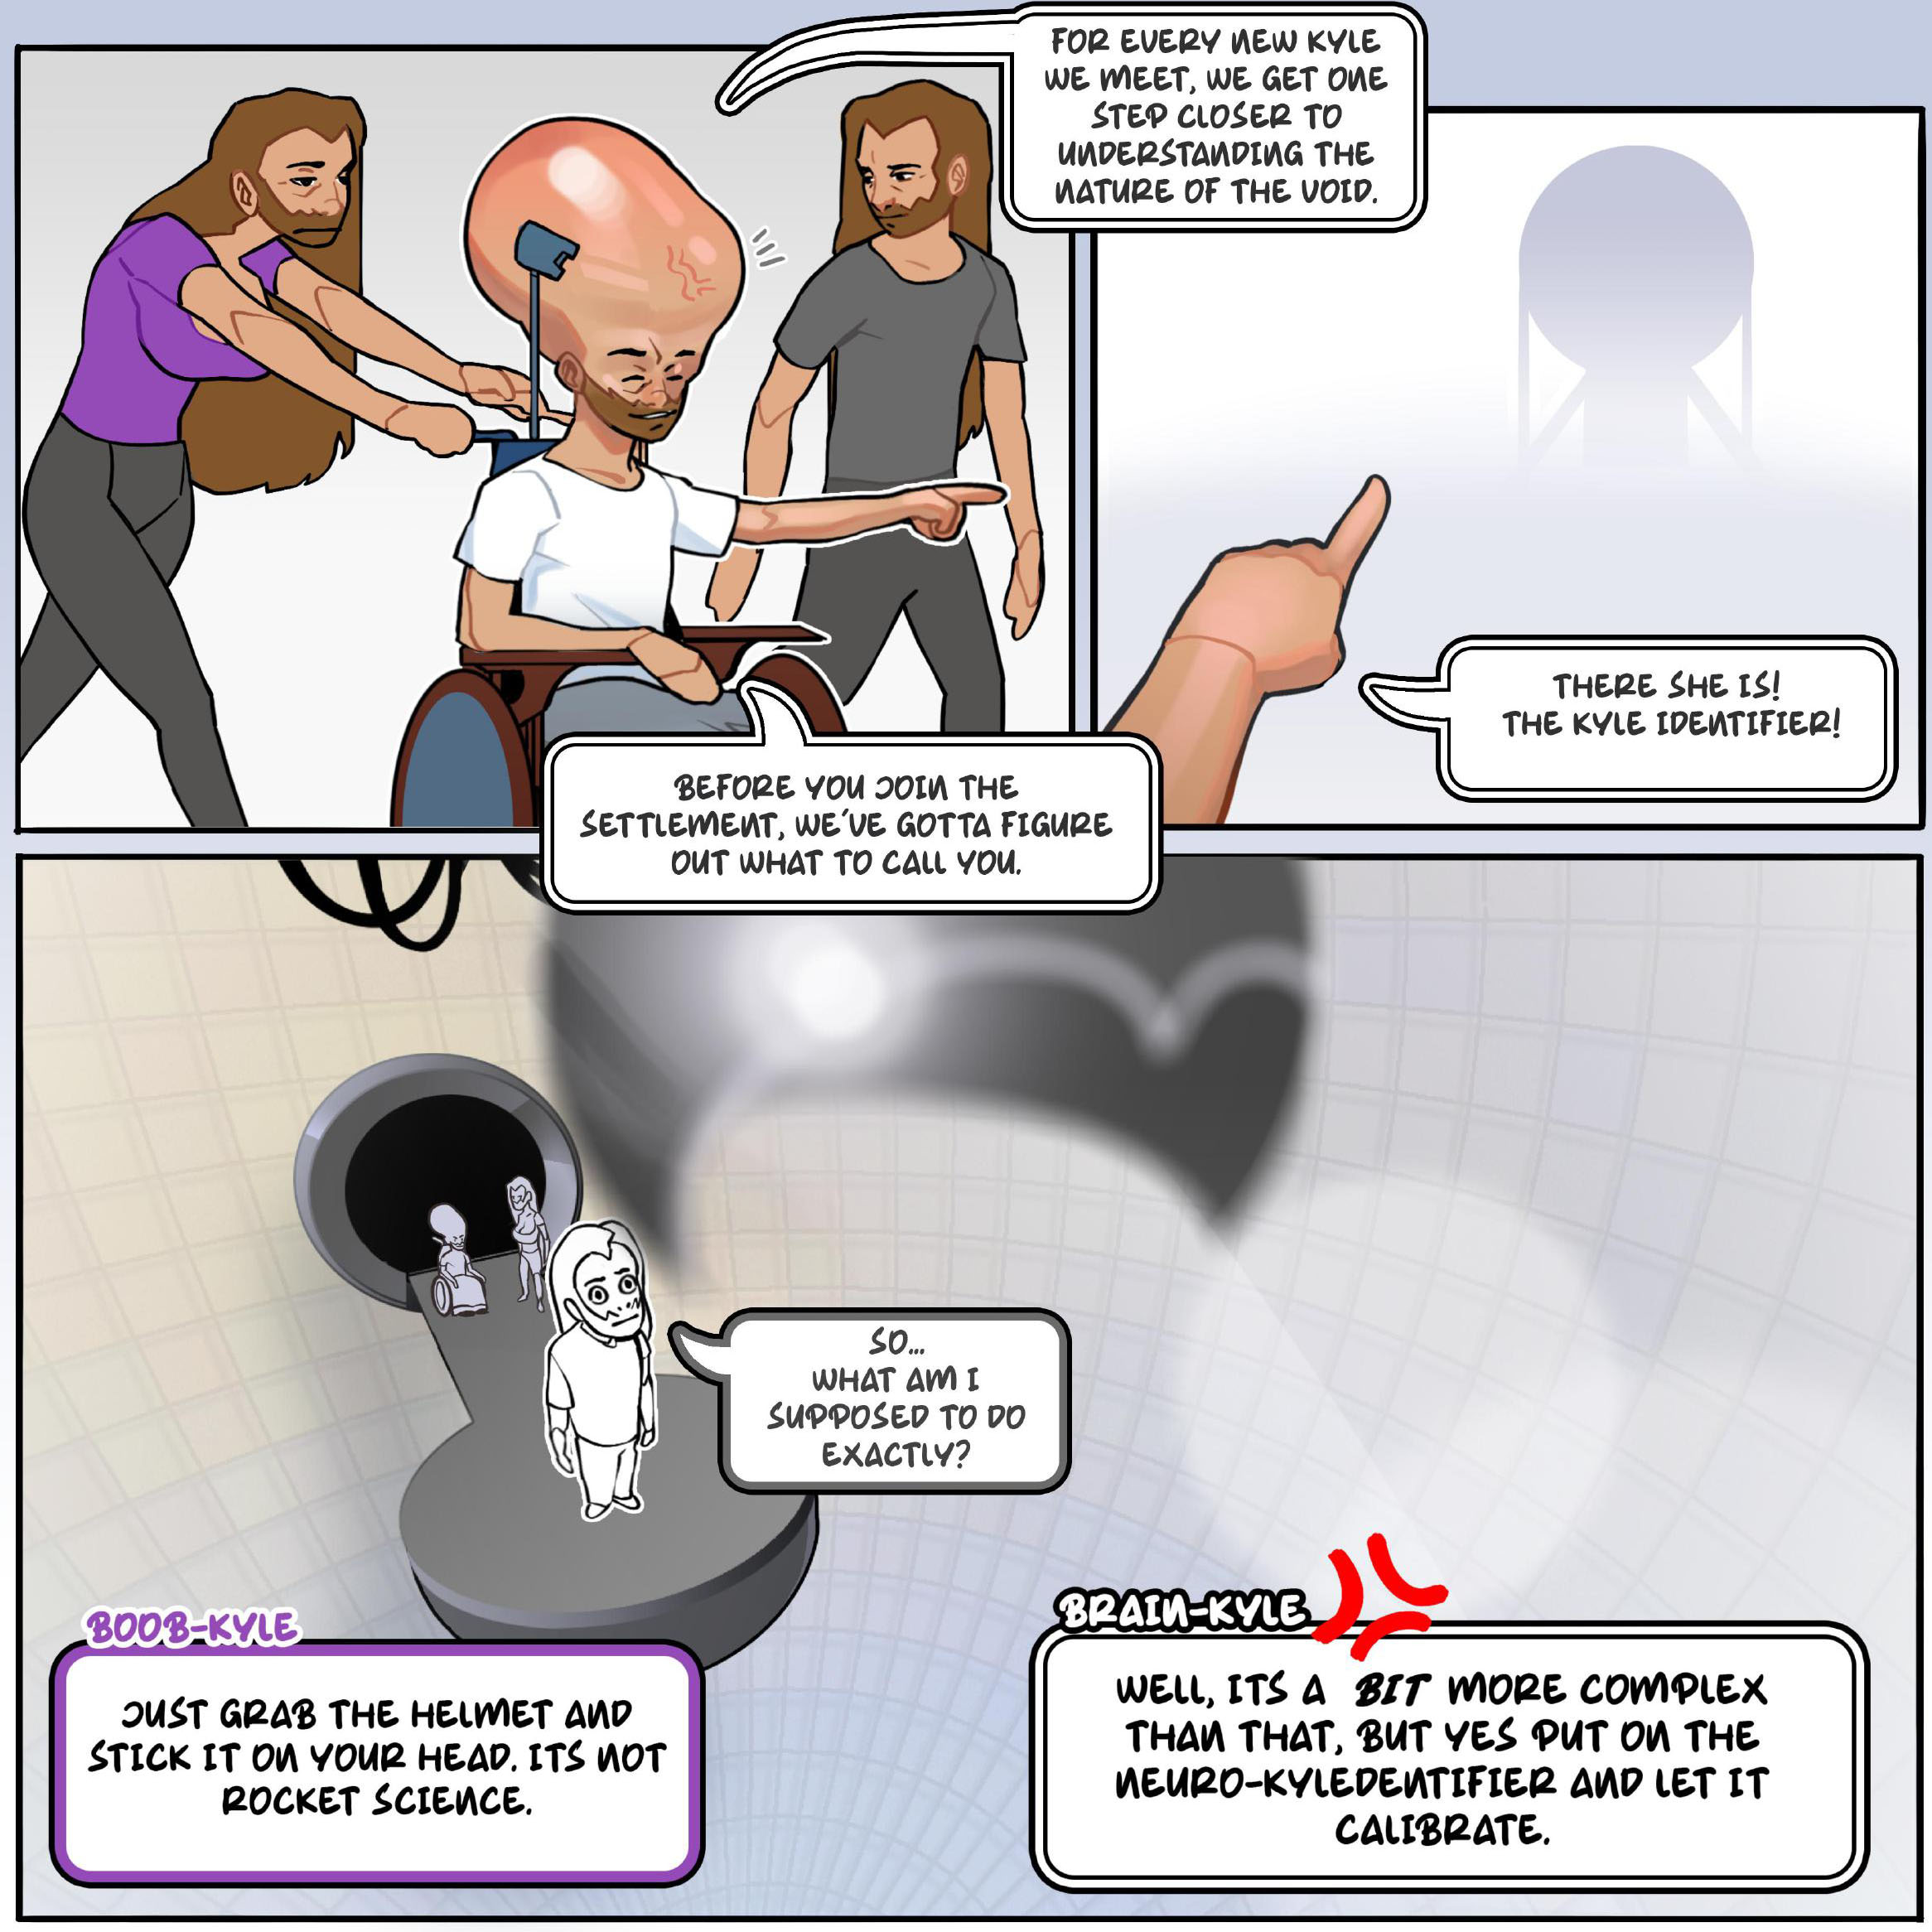 FOR EVERY NEW KYLE
WE MEET, WE GET ONE
STEP CLOSER TO
UNDERSTANDING THE
NATURE OF THE VOID.
BEFORE YOU JOIN THE
SETTLEMENT, WE'VE GOTTA FIGURE
OUT WHAT TO CALL YOU.
THERE SHE IS!
THE KYLE IDENTIFIER!
SO...
WHAT AM I
SUPPOSED TO DO
EXACTLY?
BOOB-KYLE
JUST GRAB THE HELMET AND
STICK IT ON YOUR HEAD. ITS NOT
ROCKET SCIENCE.
BRAIN-KYLE
WELL, ITS A BIT MORE COMPLEX
THAN THAT, BUT YES PUT ON THE
NEURO-KYLEDENTIFIER AND LET IT
CALIBRATE.